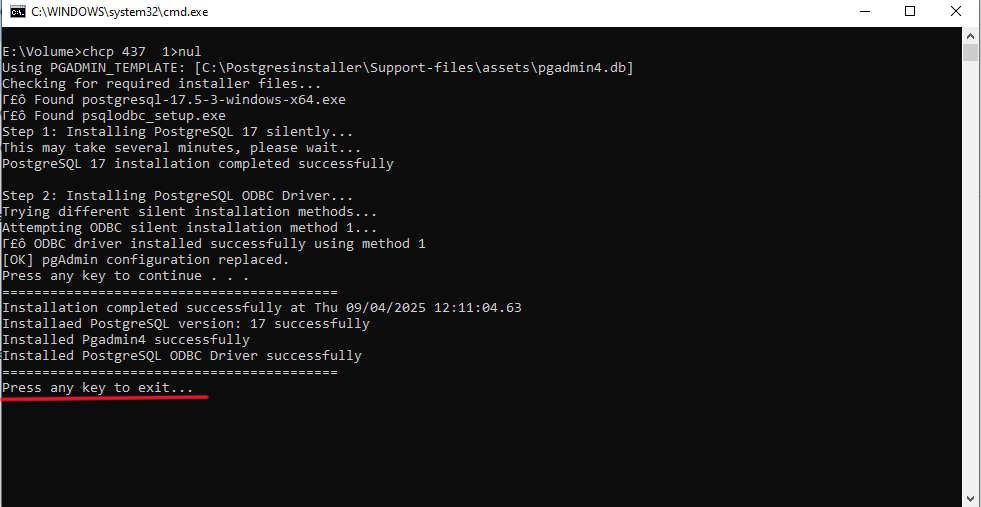 C:\WINDOWS\system32\cmd.exe
E:\Volume>chcp 437  1>nul
Using PGADMIN_TEMPLATE: [C:\Postgresinstaller\Support-files\assets\pgadmin4.db]
Checking for required installer files...
Γ£ô Found postgresql-17.5-3-windows-x64.exe
Γ£ô Found psqlodbc_setup.exe
Step 1: Installing PostgreSQL 17 silently...
This may take several minutes, please wait...
PostgreSQL 17 installation completed successfully
Step 2: Installing PostgreSQL ODBC Driver...
Trying different silent installation methods...
Attempting ODBC silent installation method 1...
Γ£ô ODBC driver installed successfully using method 1
[OK] pgAdmin configuration replaced.
Press any key to continue . . .
==========================================
Installation completed successfully at Thu 09/04/2025 12:11:04.63
Installaed PostgreSQL version: 17 successfully
Installed Pgadmin4 successfully
Installed PostgreSQL ODBC Driver successfully
==========================================
Press any key to exit...